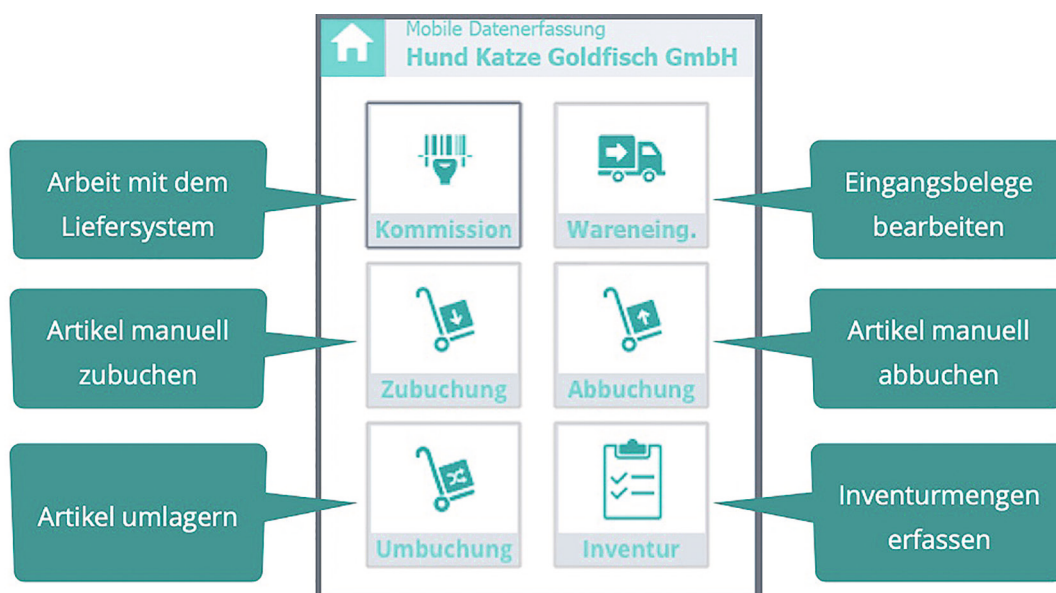 Mobile Datenerfassung
Hund Katze Goldfisch GmbH
Arbeit mit dem
Liefersystem
Kommission
Wareneing.
Eingangsbelege
bearbeiten
Artikel manuell
zubuchen
Zubuchung
Abbuchung
Artikel manuell
abbuchen
Artikel umlagern
Umbuchung
Inventur
Inventurmengen
erfassen